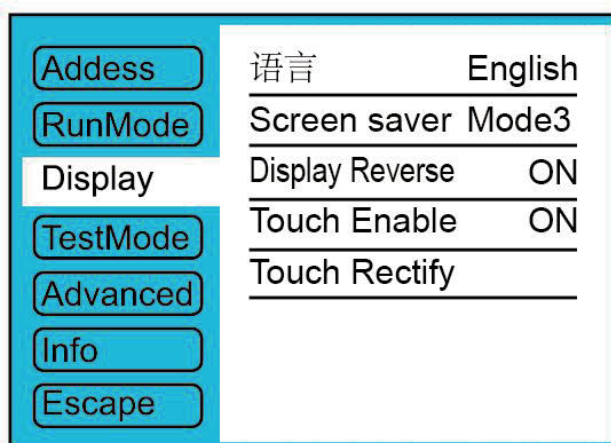 Addess
RunMode
Display
TestMode
Advanced
Info
Escape
语言 English
Screen saver Mode3
Display Reverse ON
Touch Enable ON
Touch Rectify